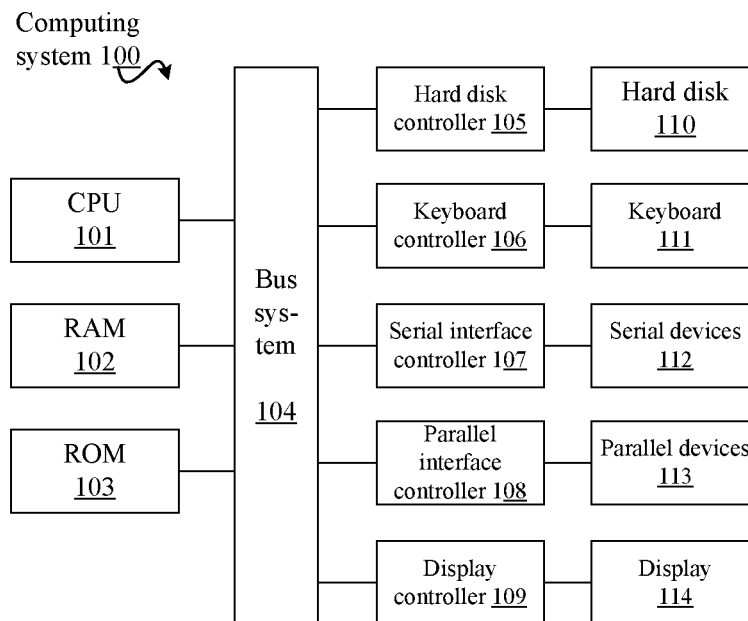 Computing
system 100
CPU
101
RAM
102
ROM
103
Bus
sys-
tem
104
Hard disk
controller 105
Hard disk
110
Keyboard
controller 106
Keyboard
111
Serial interface
controller 107
Serial devices
112
Parallel
interface
controller 108
Parallel devices
113
Display
controller 109
Display
114